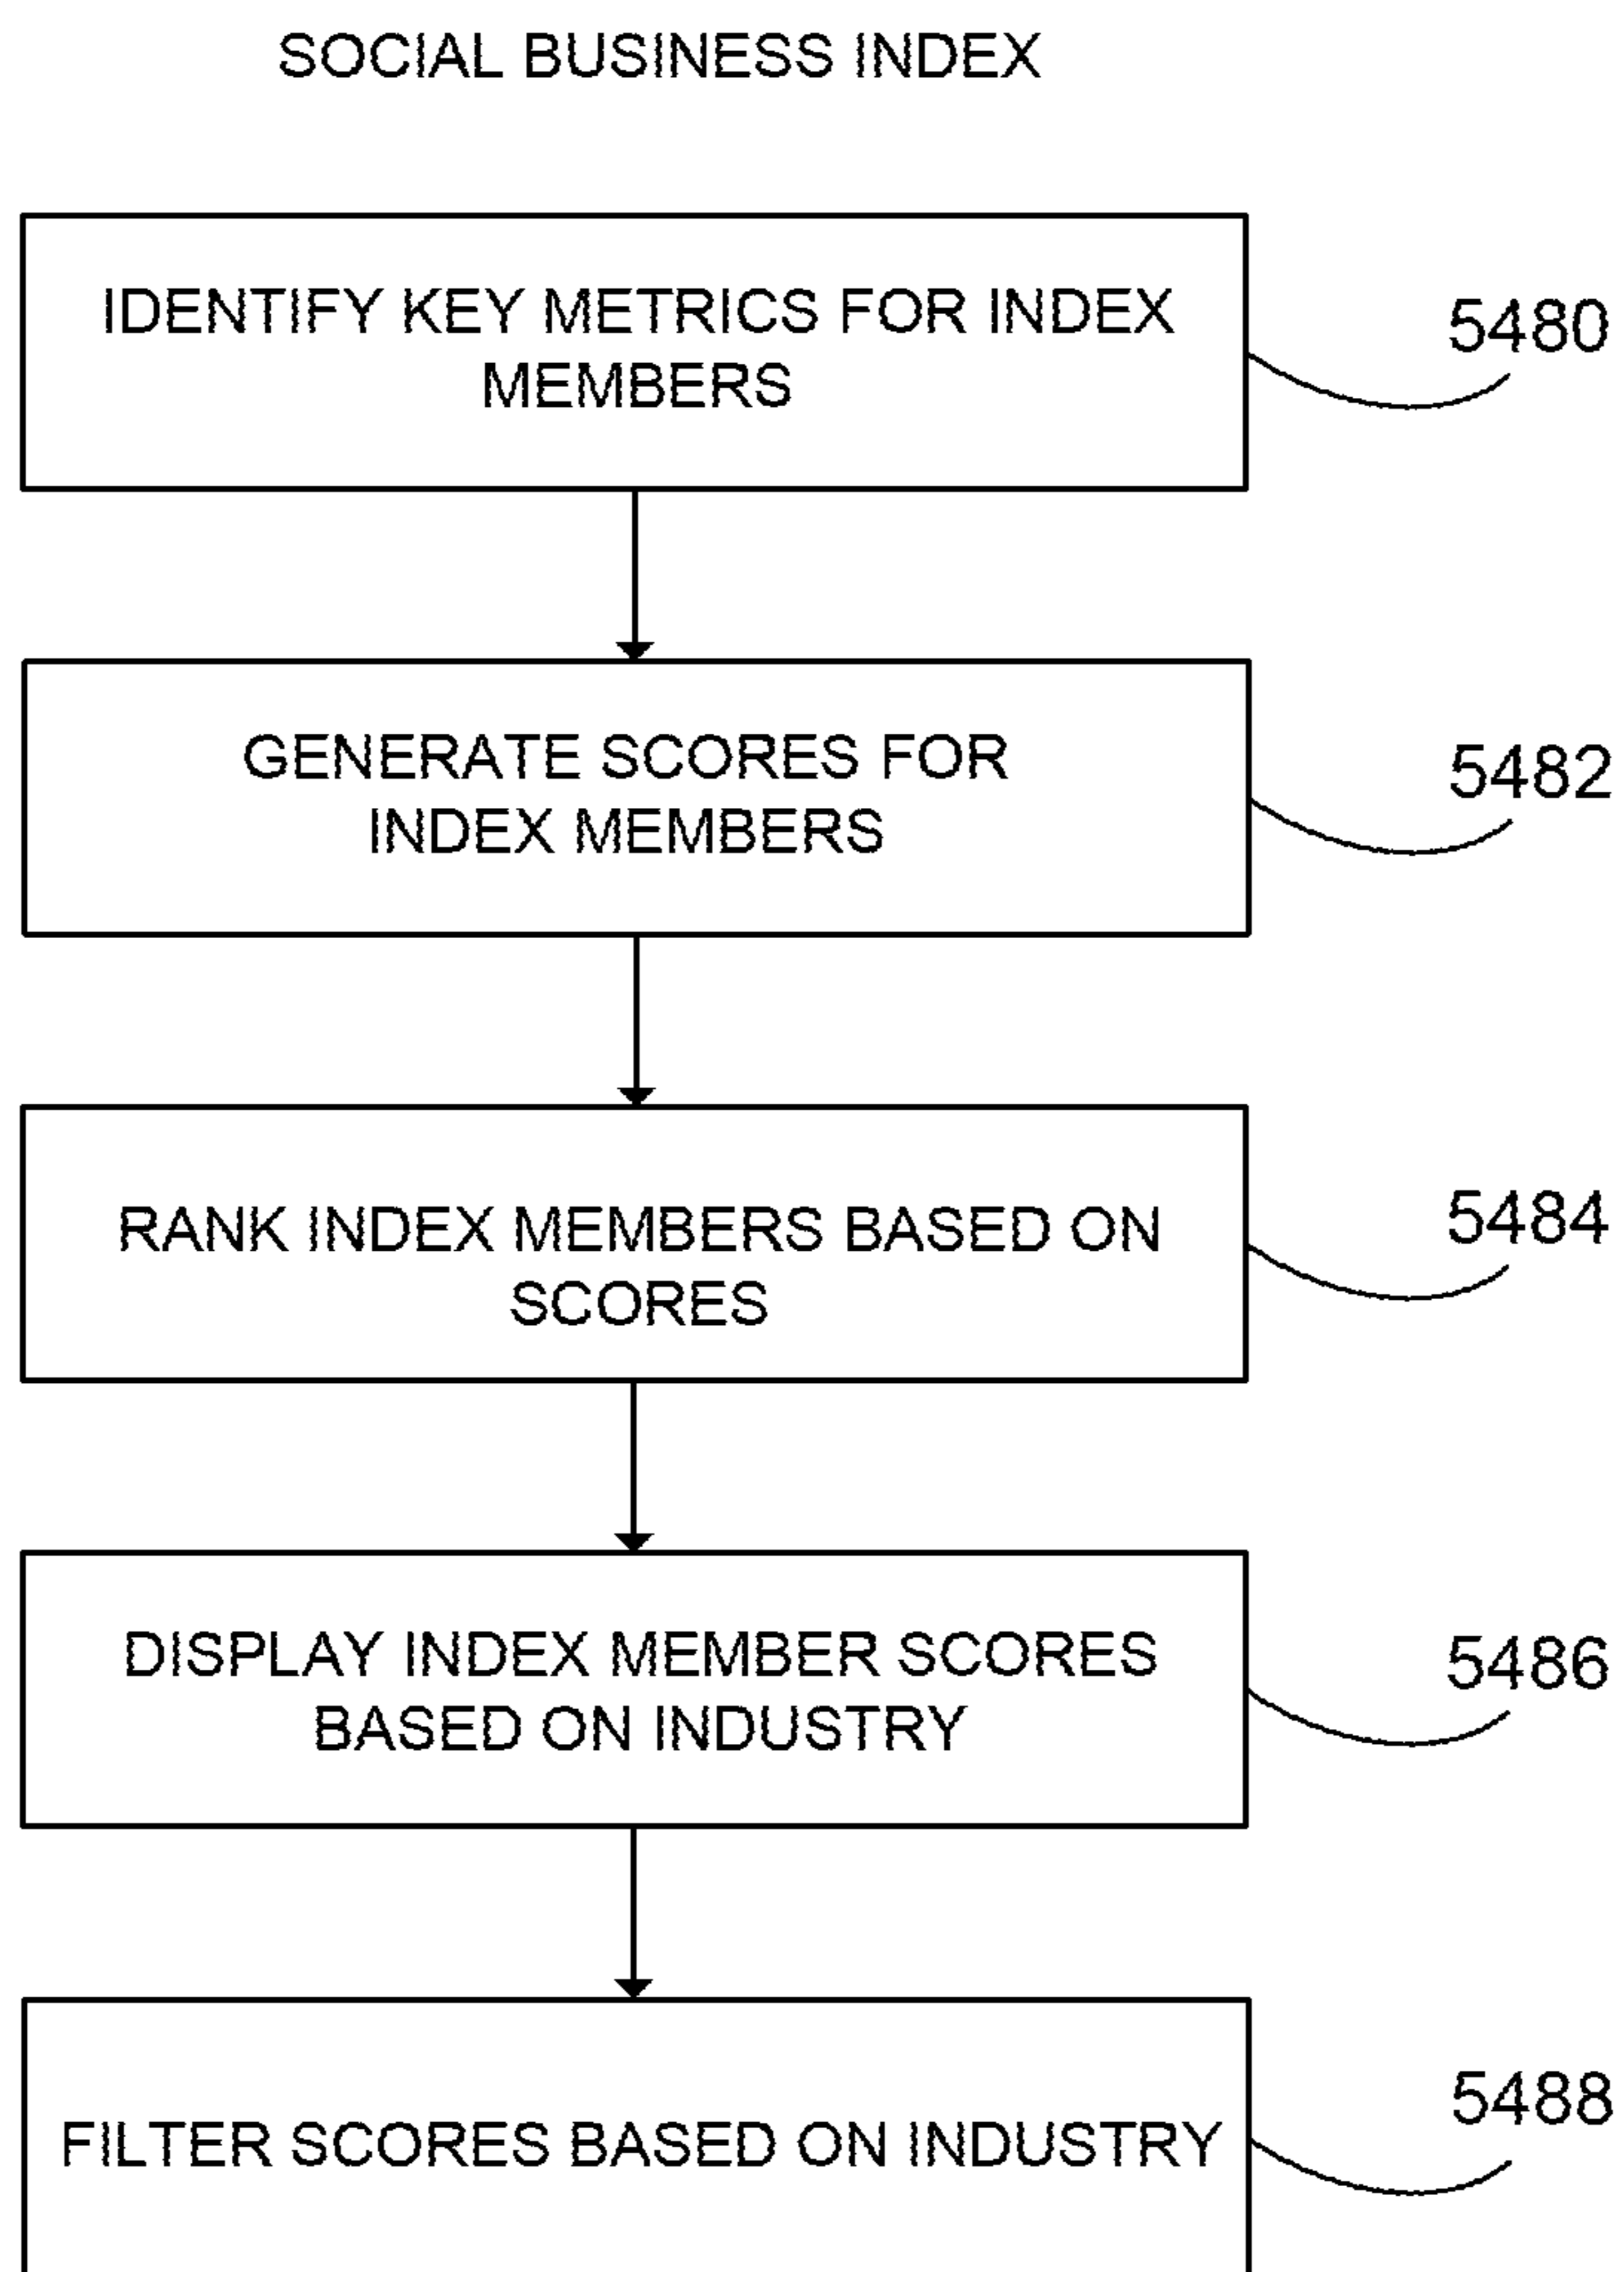 SOCIAL BUSINESS INDEX
IDENTIFY KEY METRICS FOR INDEX
MEMBERS
5480
GENERATE SCORES FOR
INDEX MEMBERS
5482
RANK INDEX MEMBERS BASED ON
SCORES
5484
DISPLAY INDEX MEMBER SCORES
BASED ON INDUSTRY
5486
FILTER SCORES BASED ON INDUSTRY
5488